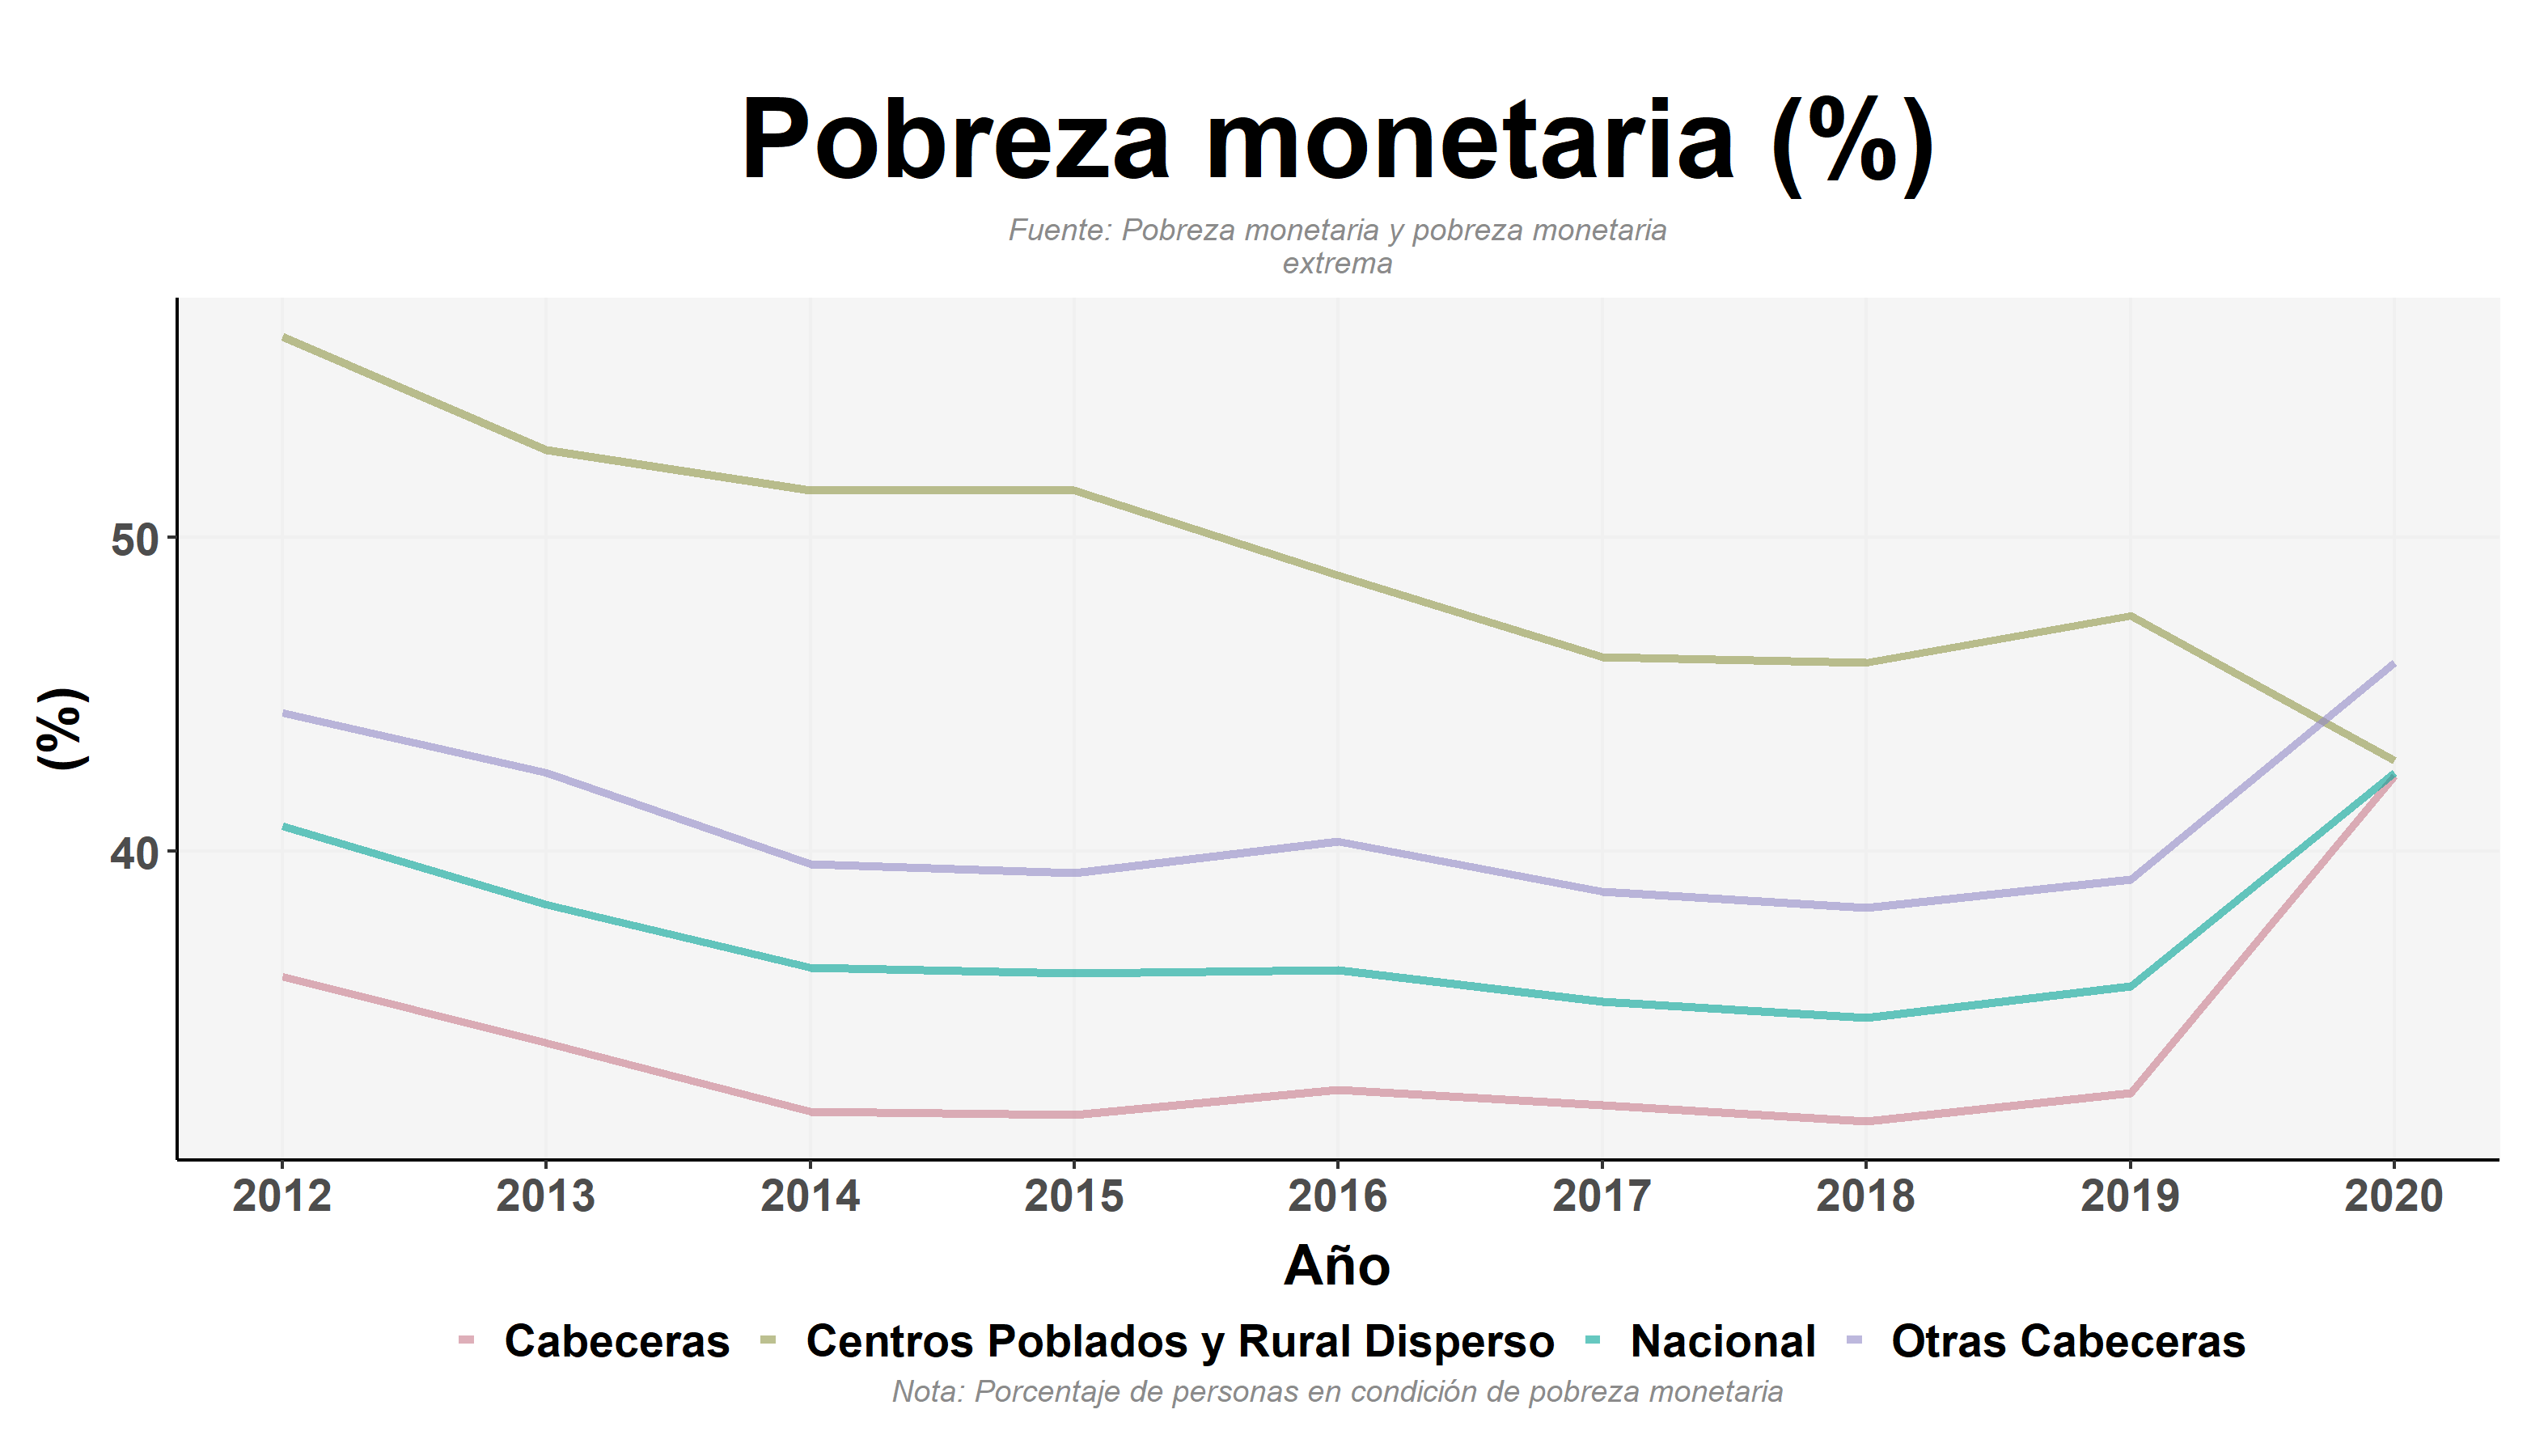 Pobreza monetaria (%)
Fuente: Pobreza monetaria y pobreza monetaria
extrema
(%)
50
40
2012 2013 2014 2015 2016 2017 2018 2019 2020
Año
Cabeceras Centros Poblados y Rural Disperso Nacional Otras Cabeceras
Nota: Porcentaje de personas en condición de pobreza monetaria